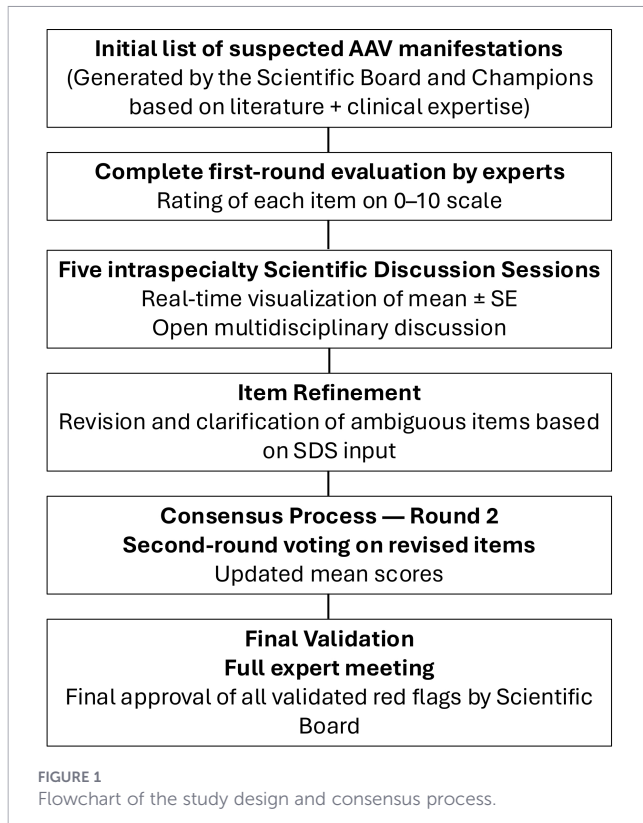 Initial list of suspected AAV manifestations
(Generated by the Scientific Board and Champions
based on literature + clinical expertise)
Complete first-round evaluation by experts
Rating of each item on 0–10 scale
Five intraspecialty Scientific Discussion Sessions
Real-time visualization of mean ± SE
Open multidisciplinary discussion
Item Refinement
Revision and clarification of ambiguous items based
on SDS input
Consensus Process — Round 2
Second-round voting on revised items
Updated mean scores
Final Validation
Full expert meeting
Final approval of all validated red flags by Scientific
Board
FIGURE 1
Flowchart of the study design and consensus process.